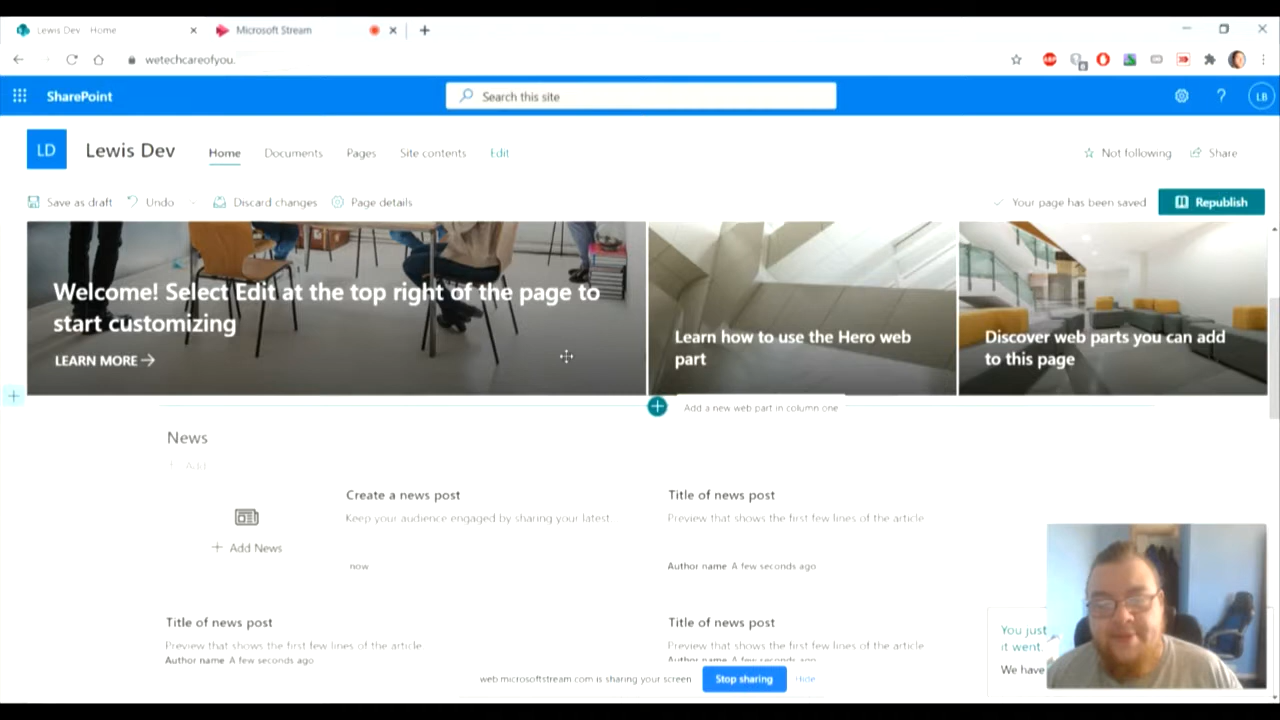 Lewis Dev Home
Microsoft Stream
wetechcareofyou.
ABP
SharePoint
Search this site
LB
LD
Lewis Dev
Home
Documents
Pages
Site contents
Edit
Not following
Share
Save as draft
Undo
Discard changes
Page details
Your page has been saved
Republish
Welcome! Select Edit at the top right of the page to
start customizing
LEARN MORE
Learn how to use the Hero web
part
Discover web parts you can add
to this page
Add a new web part in column one
News
+ Add
Create a news post
Keep your audience engaged by sharing your latest.
now
+ Add News
Title of news post
Preview that shows the first few lines of the article
Author name A few seconds ago
Title of news post
Preview that shows the first few lines of the article
Author name A few seconds ago
Title of news post
Preview that shows the first few lines of the article
Author name A few seconds ago
You just
it went.
We have
web.microsoftstream.com is sharing your screen
Stop sharing
Hide